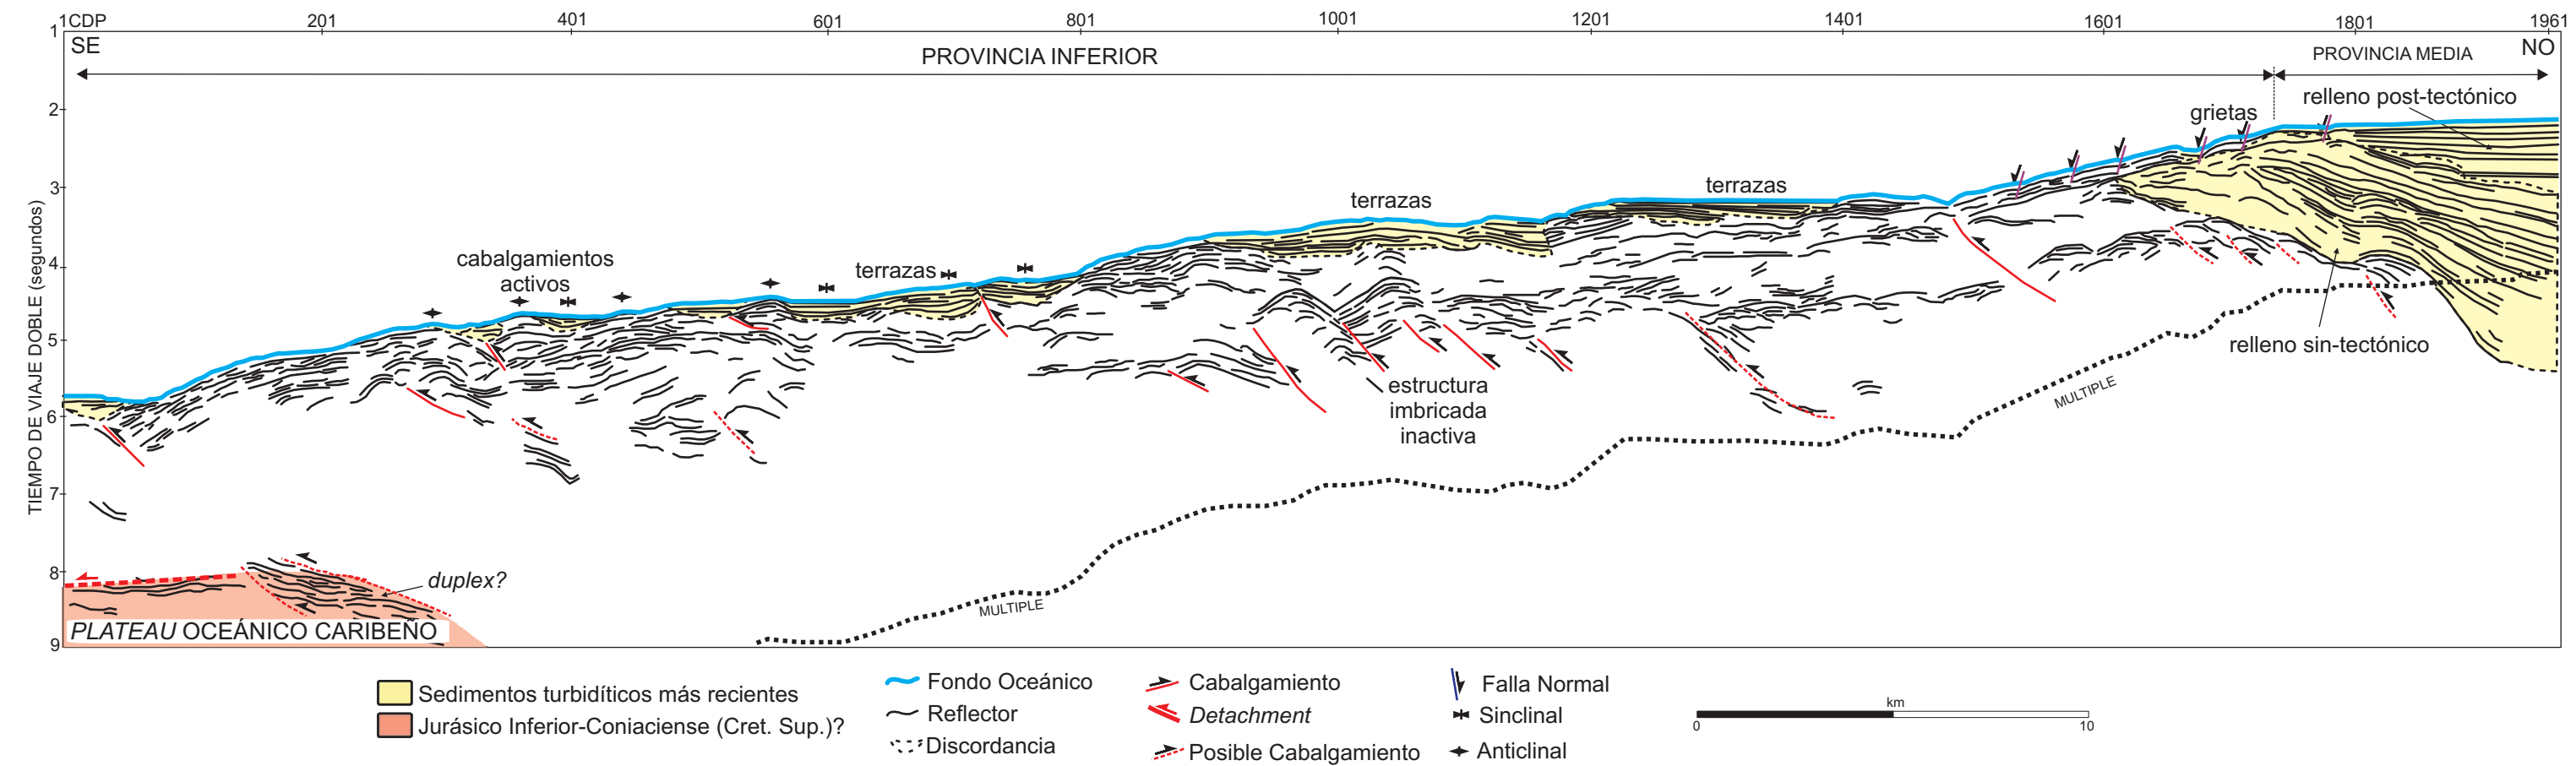 1CDP 201 401 601 801 1001 1201 1401 1601 1801 1961
1
SE
PROVINCIA INFERIOR
PROVINCIA MEDIA
NO
2
3
4
5
6
7
8
9
TIEMPO DE VIAJE DOBLE (segundos)
relleno post-tectónico
grietas
terrazas
terrazas
cabalgamientos
activos
terrazas
relleno sin-tectónico
estructura
imbricada
inactiva
MULTIPLE
MULTIPLE
duplex?
PLATEAU OCEÁNICO CARIBEÑO
Sedimentos turbidíticos más recientes
Jurásico Inferior-Coniaciense (Cret. Sup.)?
Fondo Oceánico
Reflector
Discordancia
Cabalgamiento
Detachment
Posible Cabalgamiento
Falla Normal
Sinclinal
Anticlinal
km
0 10